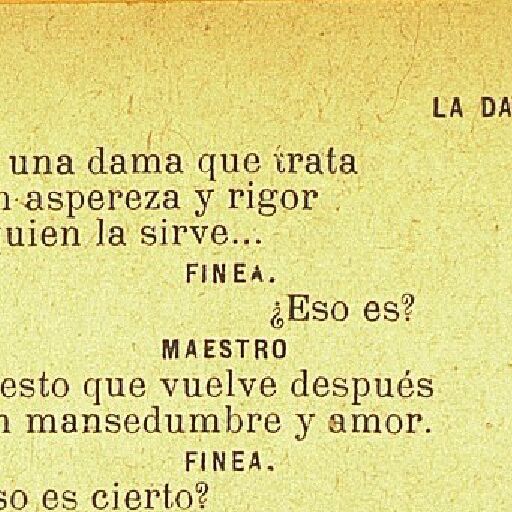 LA DA
una dama que trata
aspereza y rigor
uien la sirve...
FINEA.
¿Eso es?
MAESTRO
esto que vuelve después
mansedumbre y amor.
FINEA.
so es cierto?